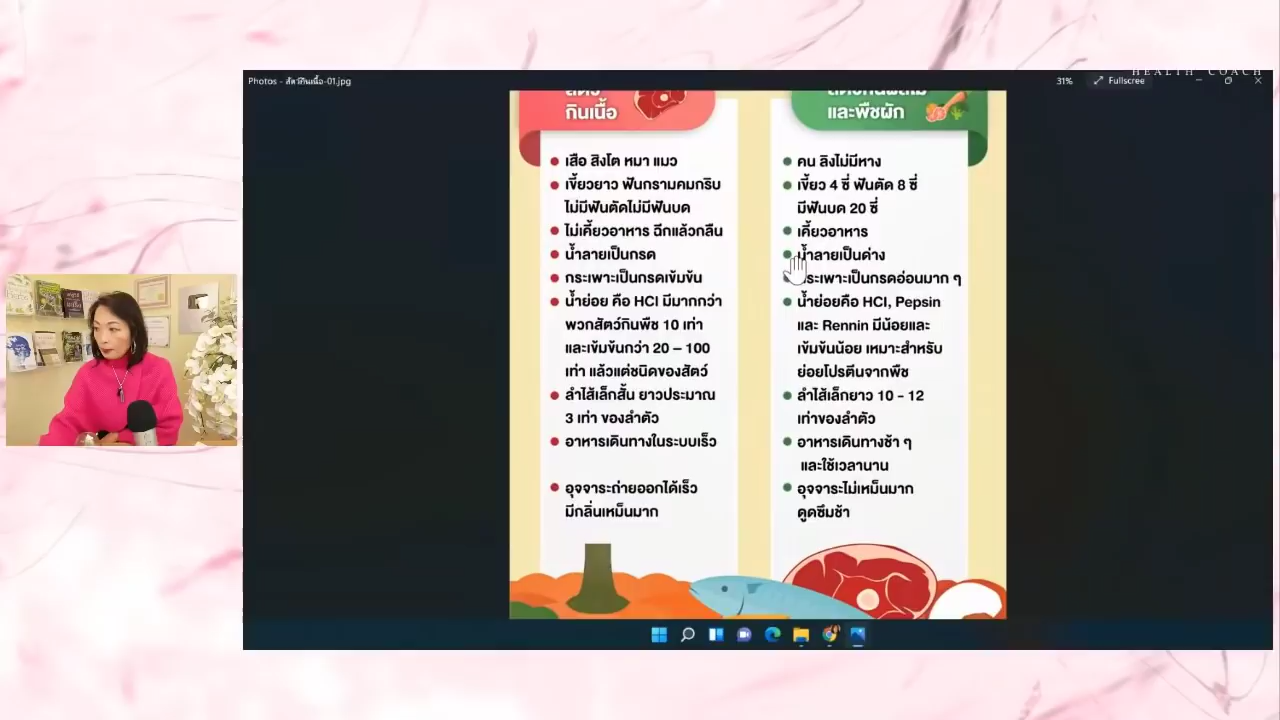 HEALTH COACH
Photos - สัตว์กินเนื้อ-01.jpg
31%
Fullscree
สัตว์
กินเนื้อ
เสือ สิงโต หมา แมว
เขี้ยวยาว ฟันกรามคมกริบ
ไม่มีฟันตัดไม่มีฟันบด
ไม่เคี้ยวอาหาร ฉีกแล้วกลืน
น้ำลายเป็นกรด
กระเพาะเป็นกรดเข้มข้น
น้ำย่อย คือ HCl มีมากกว่า
พวกสัตว์กินพืช 10 เท่า
และเข้มข้นกว่า 20 – 100
เท่า แล้วแต่ชนิดของสัตว์
ลำไส้เล็กสั้น ยาวประมาณ
3 เท่า ของลำตัว
อาหารเดินทางในระบบเร็ว
อุจจาระถ่ายออกได้เร็ว
มีกลิ่นเหม็นมาก
และพืชผัก
คน ลิงไม่มีหาง
เขี้ยว 4 ซี่ ฟันตัด 8 ซี่
มีฟันบด 20 ซี่
เคี้ยวอาหาร
น้ำลายเป็นด่าง
กระเพาะเป็นกรดอ่อนมาก ๆ
น้ำย่อยคือ HCl, Pepsin
และ Rennin มีน้อยและ
เข้มข้นน้อย เหมาะสำหรับ
ย่อยโปรตีนจากพืช
ลำไส้เล็กยาว 10 - 12
เท่าของลำตัว
อาหารเดินทางช้า ๆ
และใช้เวลานาน
อุจจาระไม่เหม็นมาก
ดูดซึมช้า